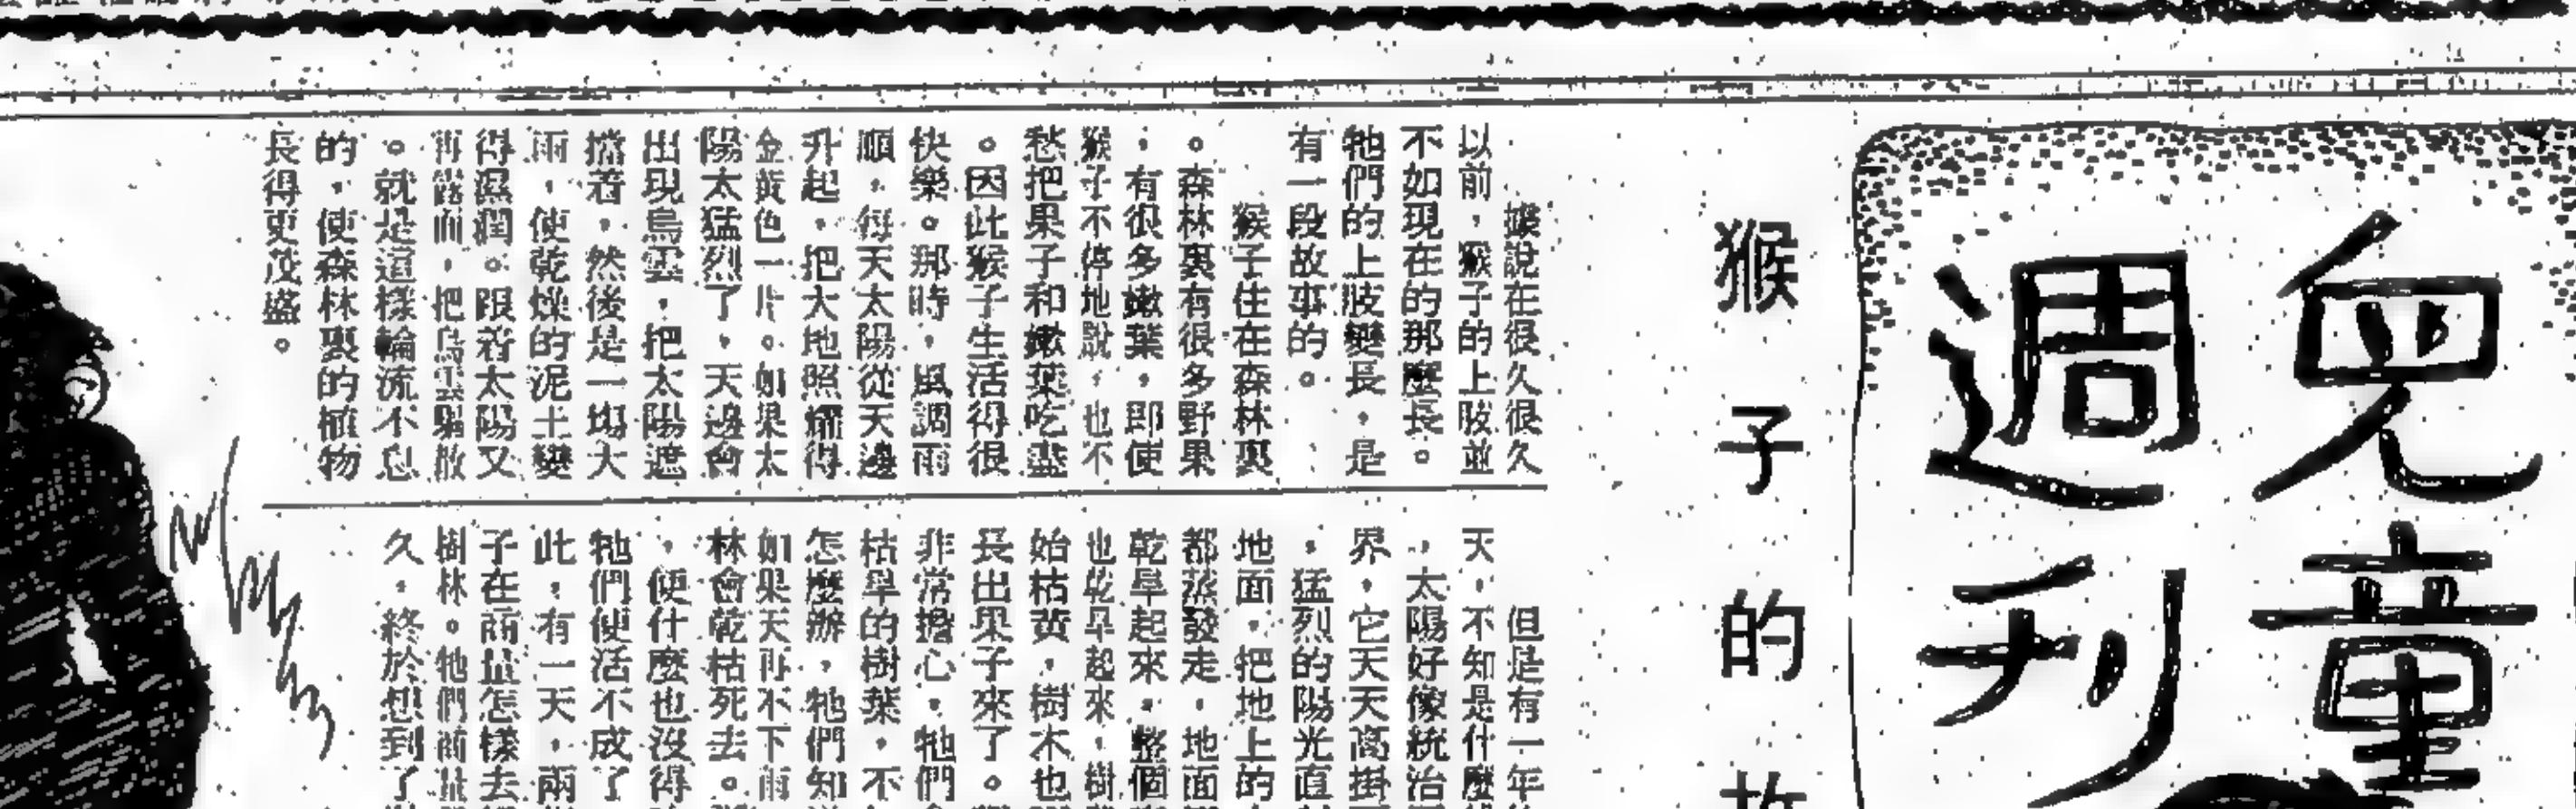 兒童
週刊
猴子的
據說在很久很久
以前，猴子的上肢並
不如現在的那麼長。
牠們的上肢變長，是
有一段故事的。
猴子住在森林裏
。森林裏有很多野果
，有很多嫩葉，即使
猴子不停地說，也不
愁把果子和嫩葉吃盡
。因此猴子生活得很
快樂。那時，風調雨
順，每天太陽從天邊
升起，把大地照耀得
金黃色一片。如果太
陽太猛烈了，天邊會
出現烏雲，把太陽遮
擋着，然後是一場大
雨，使乾燥的泥土變
得濕潤。跟着太陽又
再露面，把烏雲驅散
。就是這樣輪流不息
的，使森林裏的植物
長得更茂盛。
但是有一年
天，不知是什麼
，太陽好像統治
界，它天天高掛
，猛烈的陽光直
地面，把地上的
都蒸發走，地面
乾旱起來，整個
也乾旱起來，樹
始枯黃，樹木也
長出果子來了。
非常擔心，牠們
枯旱的樹葉，不
怎麼辦，牠們知
如果天再不下雨
林會乾枯死去。
，便什麼也沒得
牠們便活不成了
此，有一天，兩
子在商量怎樣去
樹林。牠們商量
久，終於想到了